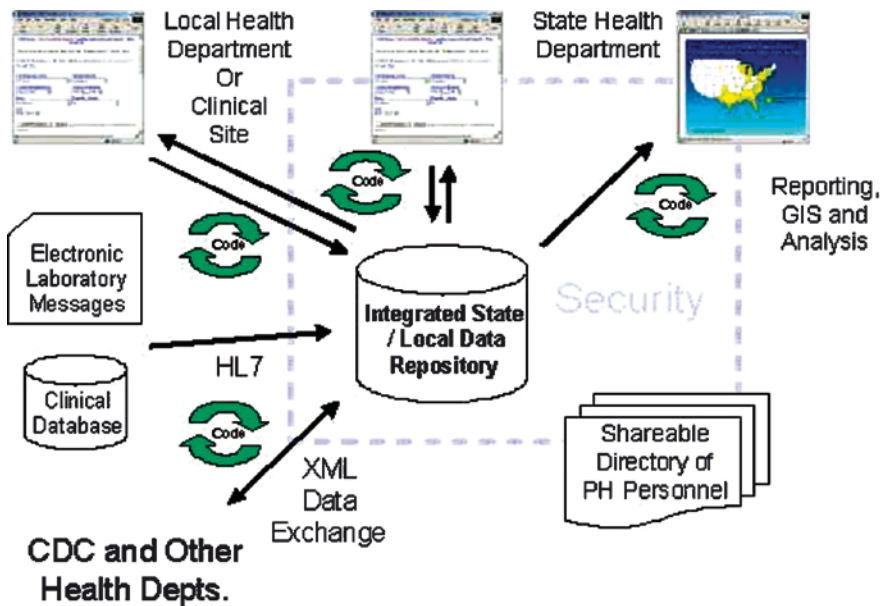 Local Health
Department
Or
Clinical
Site
State Health
Department
Code
Code
Code
Reporting,
GIS and
Analysis
Electronic
Laboratory
Messages
Integrated State
/ Local Data
Repository
Security
HL7
Clinical
Database
Code
XML
Data
Exchange
Shareable
Directory of
PH Personnel
CDC and Other
Health Depts.